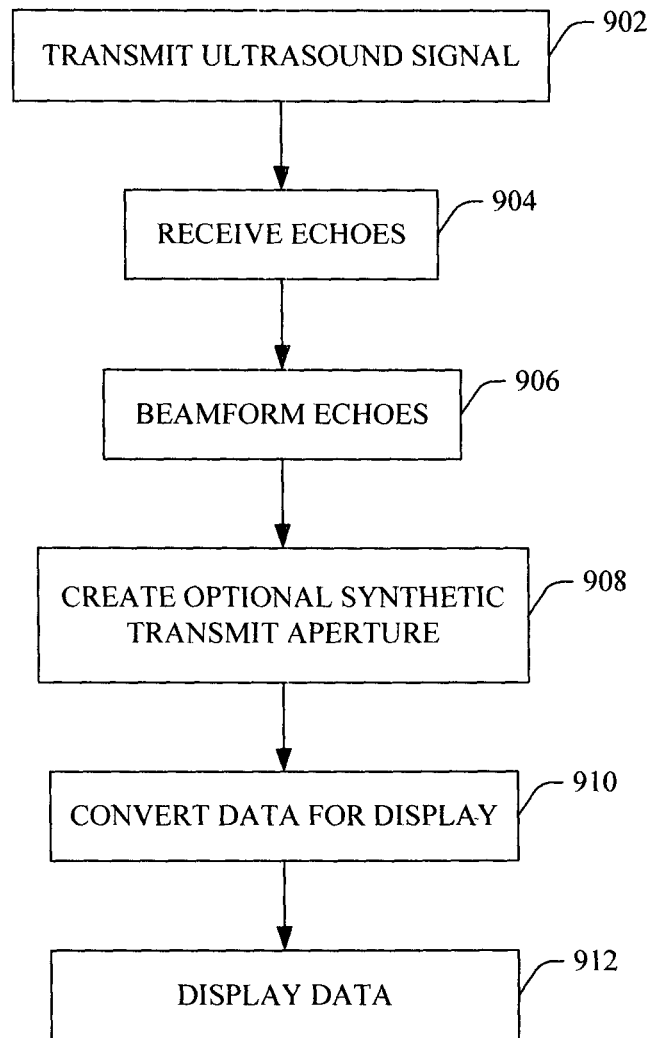 TRANSMIT ULTRASOUND SIGNAL
902
RECEIVE ECHOES
904
BEAMFORM ECHOES
906
CREATE OPTIONAL SYNTHETIC
TRANSMIT APERTURE
908
CONVERT DATA FOR DISPLAY
910
DISPLAY DATA
912